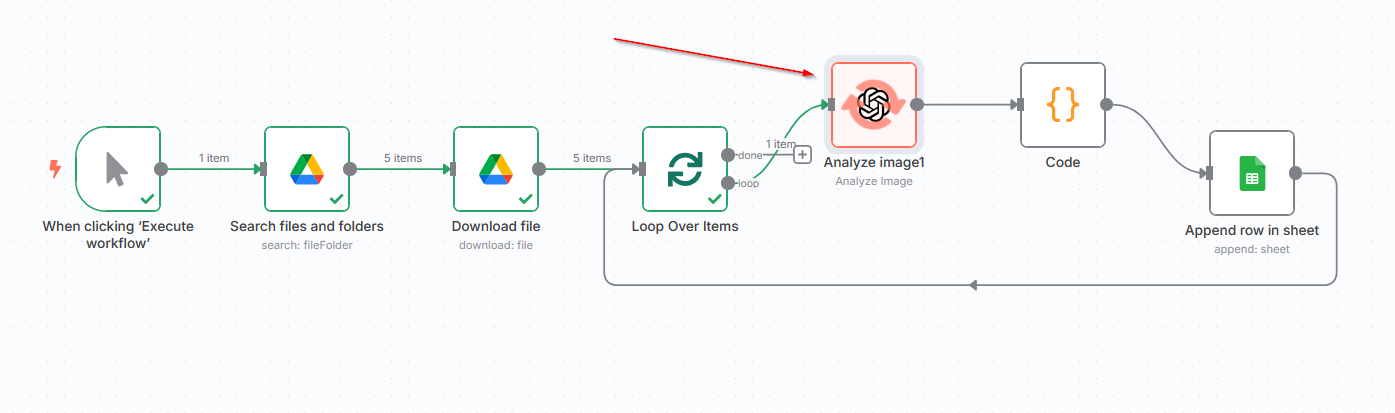 1 item
5 items
5 items
done
1 item
loop
When clicking ‘Execute
workflow’
Search files and folders
search: fileFolder
Download file
download: file
Loop Over Items
Analyze image1
Analyze Image
{}
Code
Append row in sheet
append: sheet